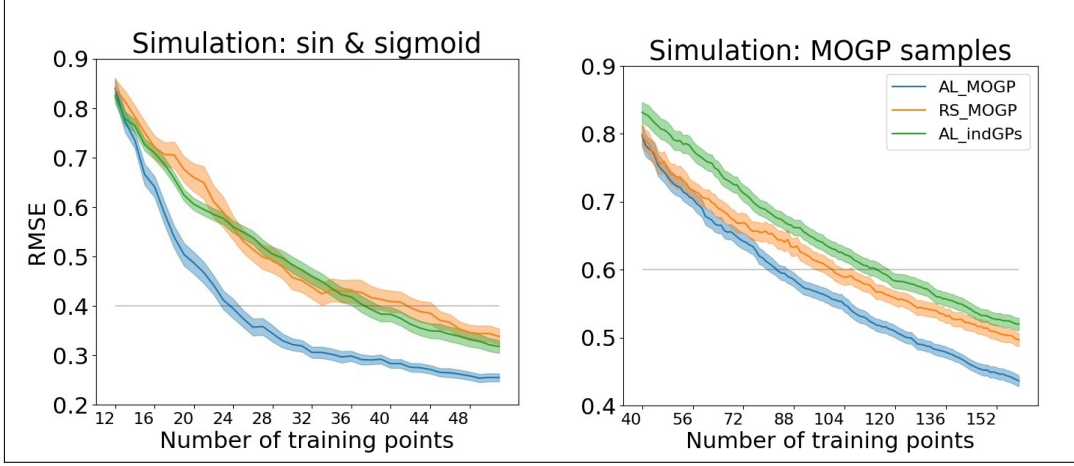 Simulation: sin & sigmoid
0.9
0.8
0.7
0.6
0.5
0.4
0.3
0.2
RMSE
12 16 20 24 28 32 36 40 44 48
Number of training points
Simulation: MOGP samples
0.9
0.8
0.7
0.6
0.5
0.4
AL_MOGP
RS_MOGP
AL_indGPs
40 56 72 88 104 120 136 152
Number of training points